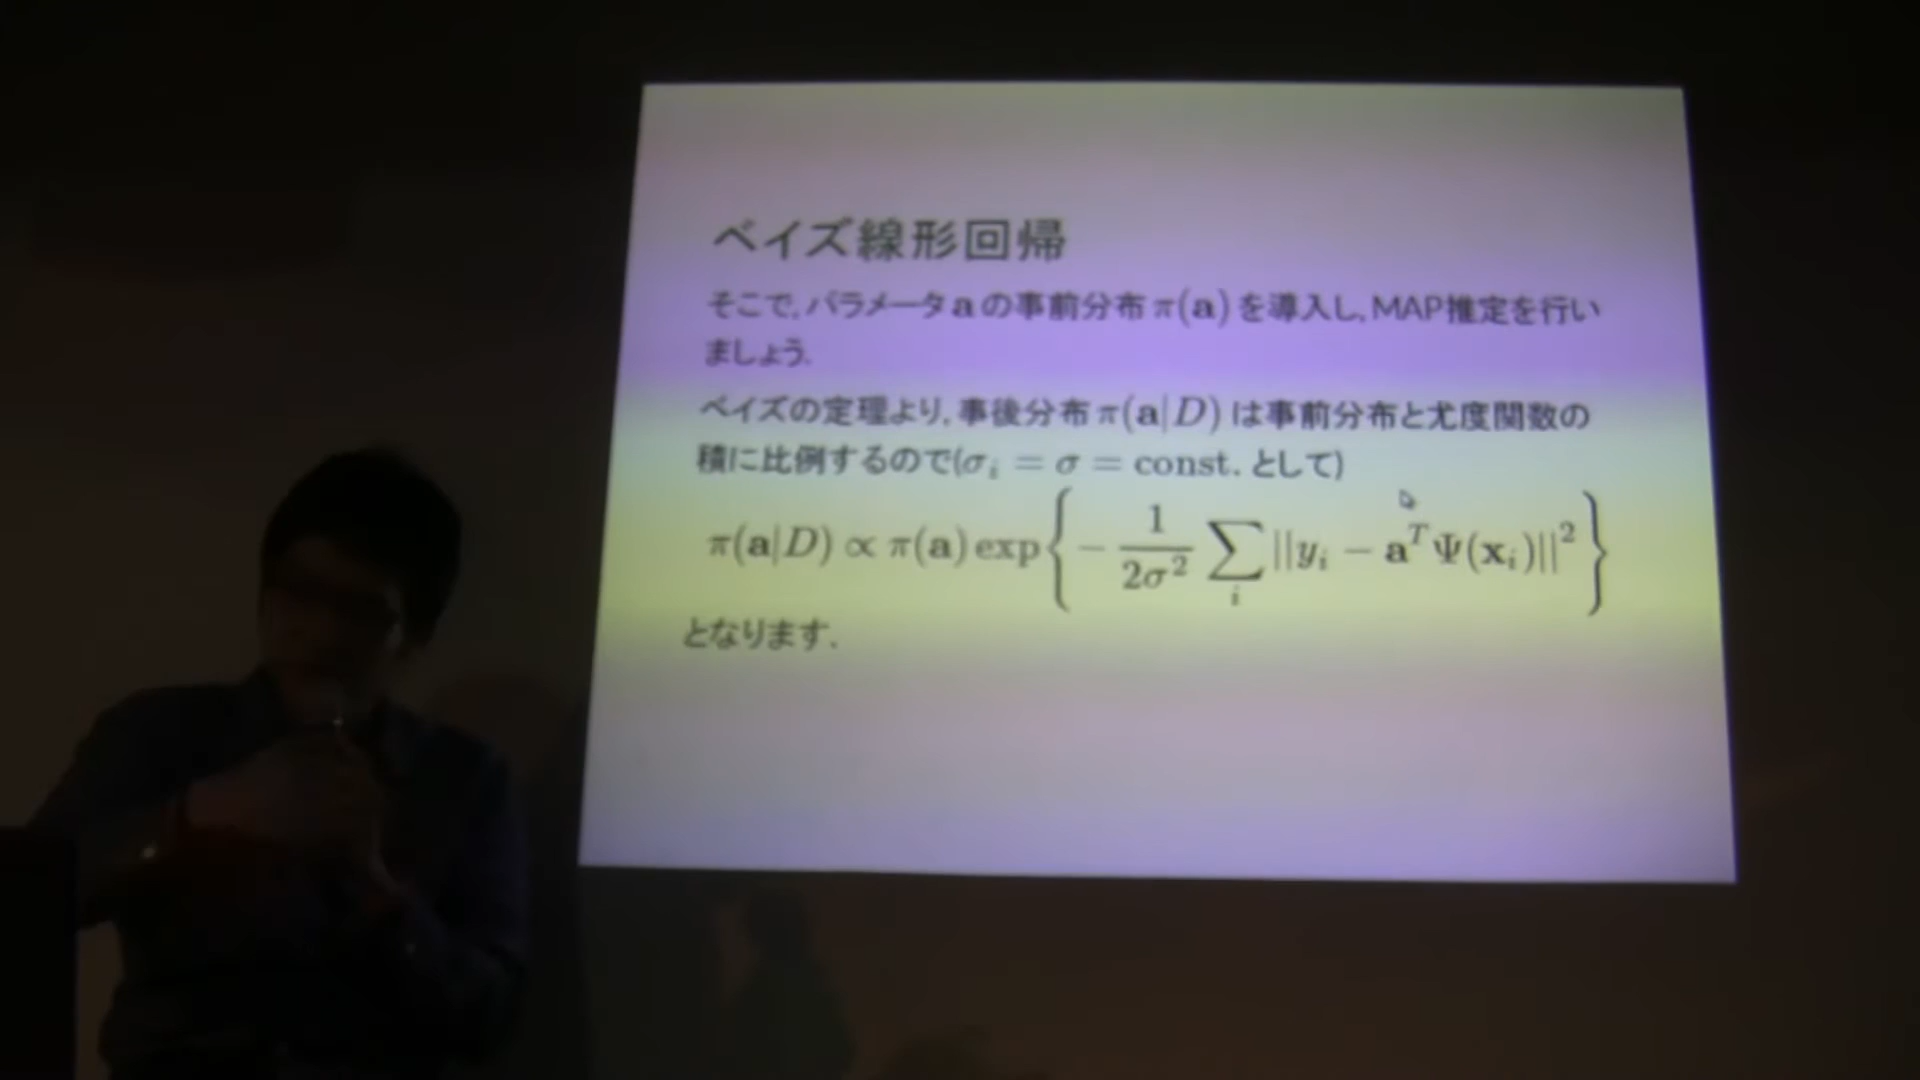 ベイズ線形回帰
そこで, パラメータ a の事前分布 π(a) を導入し, MAP推定を行い
ましょう.
ベイズの定理より, 事後分布 π(a|D) は事前分布と尤度関数の
積に比例するので(σ_i = σ = const. として)
π(a|D) ∝ π(a) exp{ - 1/(2σ^2) Σ_i ||y_i - a^T Ψ(x_i)||^2 }
となります.